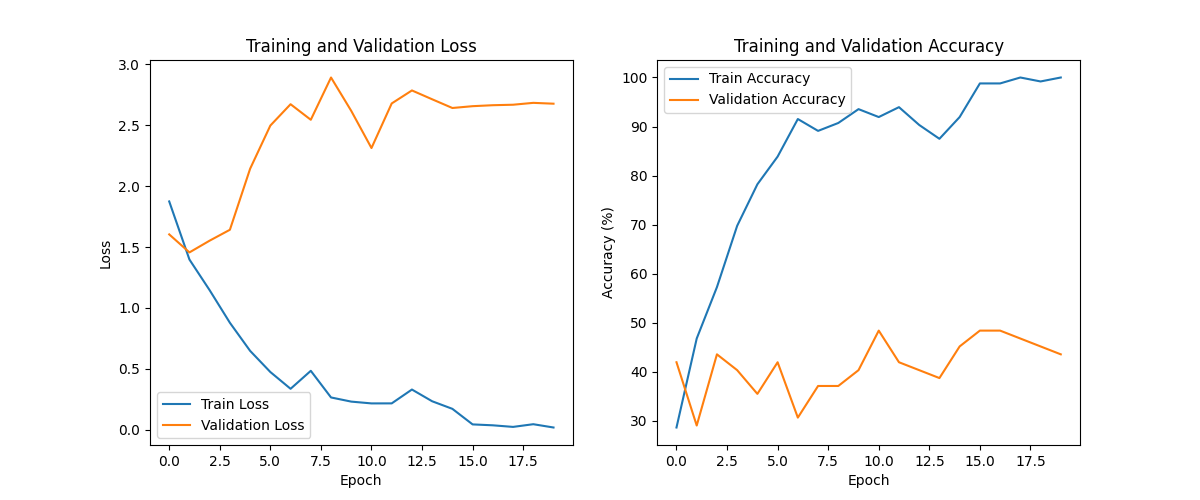 Training and Validation Loss
3.0
2.5
2.0
1.5
1.0
0.5
0.0
Loss
Train Loss
Validation Loss
0.0 2.5 5.0 7.5 10.0 12.5 15.0 17.5
Epoch
Training and Validation Accuracy
100
90
80
70
60
50
40
30
Accuracy (%)
Train Accuracy
Validation Accuracy
0.0 2.5 5.0 7.5 10.0 12.5 15.0 17.5
Epoch